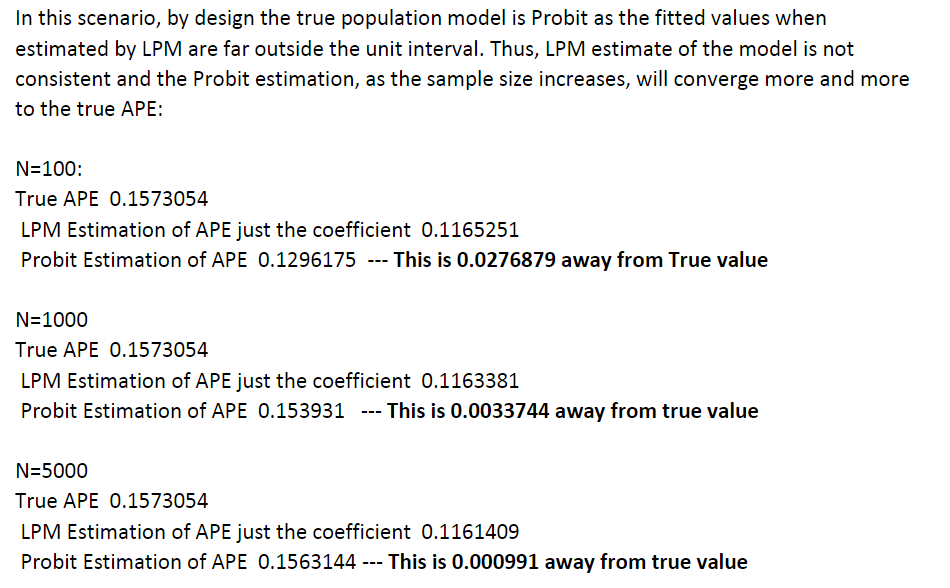 In this scenario, by design the true population model is Probit as the fitted values when
estimated by LPM are far outside the unit interval. Thus, LPM estimate of the model is not
consistent and the Probit estimation, as the sample size increases, will converge more and more
to the true APE:
N=100:
True APE 0.1573054
LPM Estimation of APE just the coefficient 0.1165251
Probit Estimation of APE 0.1296175 --- This is 0.0276879 away from True value
N=1000
True APE 0.1573054
LPM Estimation of APE just the coefficient 0.1163381
Probit Estimation of APE 0.153931 --- This is 0.0033744 away from true value
N=5000
True APE 0.1573054
LPM Estimation of APE just the coefficient 0.1161409
Probit Estimation of APE 0.1563144 --- This is 0.000991 away from true value